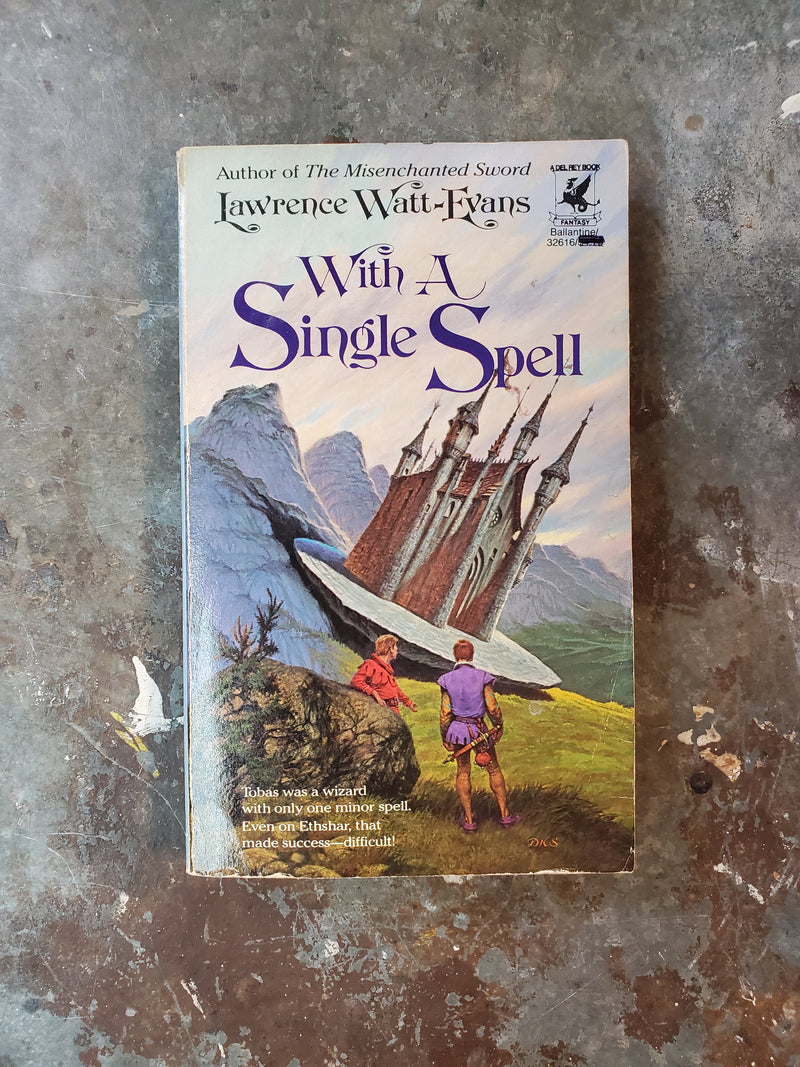 Author of The Misenchanted Sword
Lawrence Watt-Evans
A DEL REY BOOK
FANTASY
Ballantine/
32616/
With A
Single Spell
Tobas was a wizard
with only one minor spell.
Even on Ethshar, that
made success—difficult!
DKS